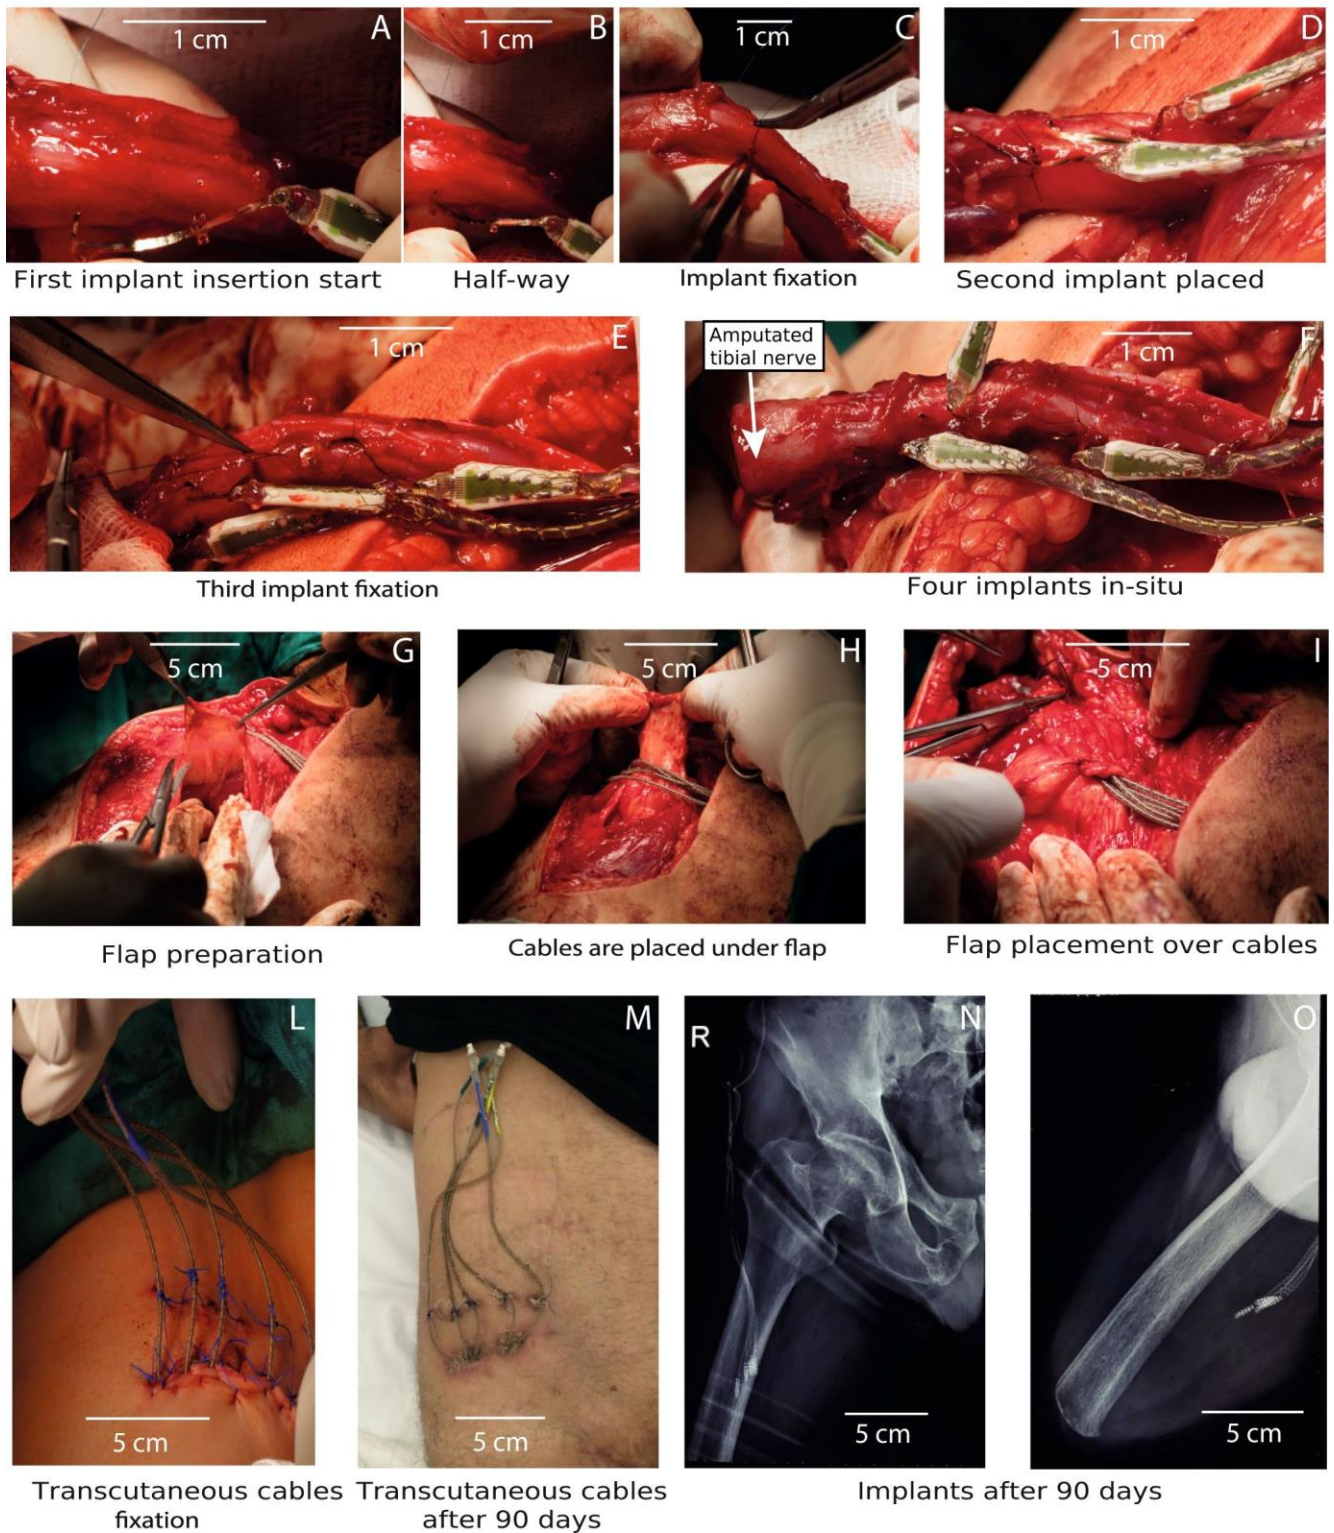 1 cm
A
1 cm
B
1 cm
C
1 cm
D
First implant insertion start
Half-way
Implant fixation
Second implant placed
1 cm
E
Amputated
tibial nerve
1 cm
F
Third implant fixation
Four implants in-situ
5 cm
G
5 cm
H
5 cm
I
Flap preparation
Cables are placed under flap
Flap placement over cables
L
M
R
N
O
5 cm
5 cm
5 cm
5 cm
Transcutaneous cables
fixation
Transcutaneous cables
after 90 days
Implants after 90 days